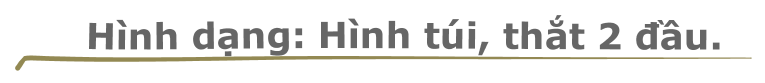 Hình dạng: Hình túi, thắt 2 đầu.